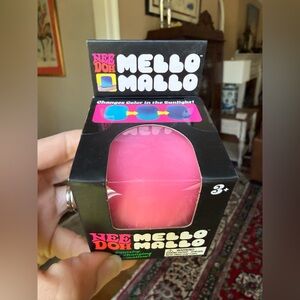 NEE MELLO
DOH MALLO
Changes Color in the Sunlight!
3+
NEE MELLO
DOH MALLO